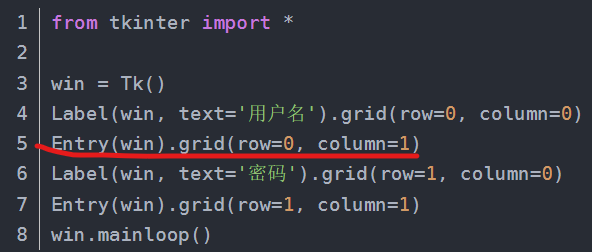 1 from tkinter import *
2
3 win = Tk()
4 Label(win, text='用户名').grid(row=0, column=0)
5 Entry(win).grid(row=0, column=1)
6 Label(win, text='密码').grid(row=1, column=0)
7 Entry(win).grid(row=1, column=1)
8 win.mainloop()